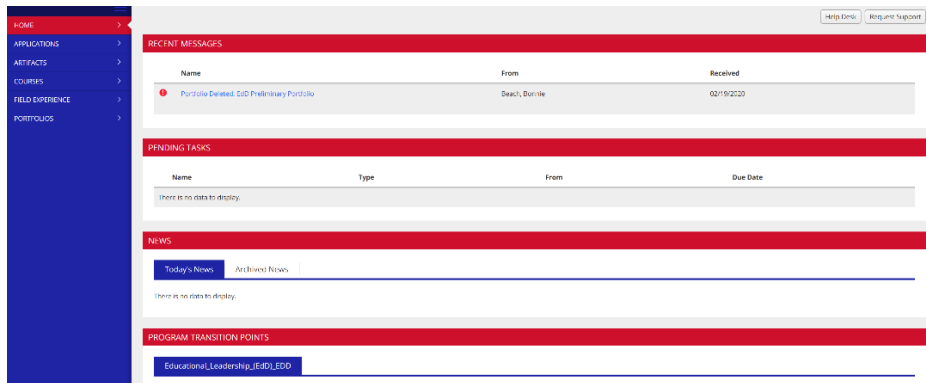 Help Desk Request Support
HOME
APPLICATIONS
ARTIFACTS
COURSES
FIELD EXPERIENCE
PORTFOLIOS
RECENT MESSAGES
Name From Received
Portfolio Deleted: EdD Preliminary Portfolio Beach, Bonnie 02/19/2020
PENDING TASKS
Name Type From Due Date
There is no data to display.
NEWS
Today's News Archived News
There is no data to display.
PROGRAM TRANSITION POINTS
Educational_Leadership_(EdD)_EDD